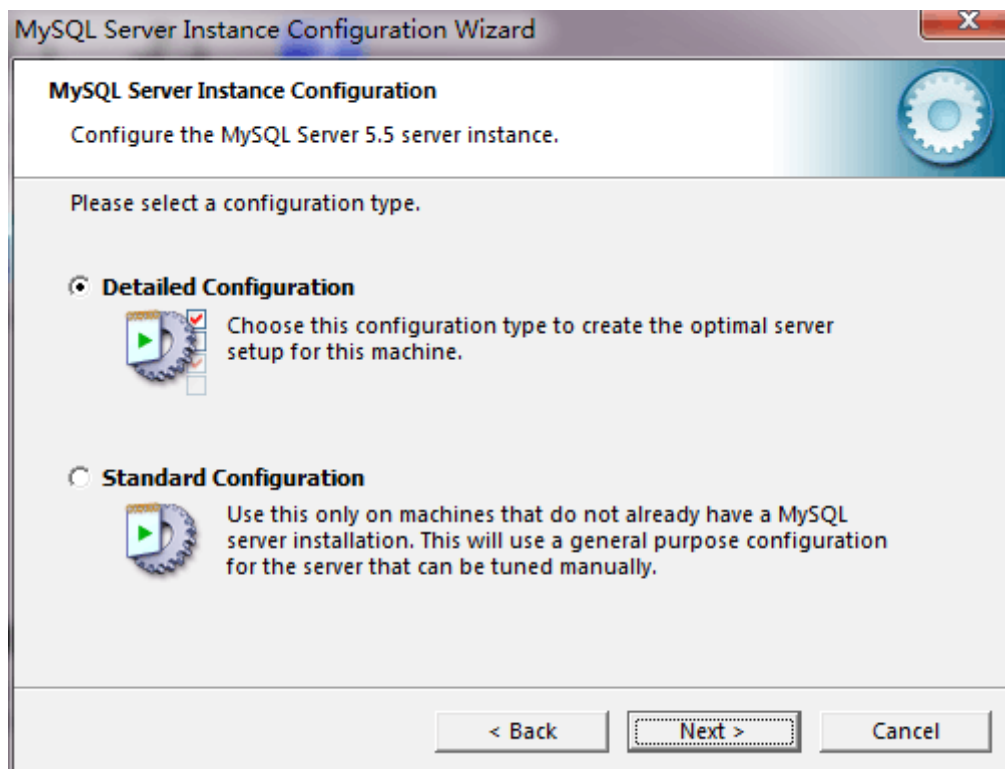 MySQL Server Instance Configuration Wizard
MySQL Server Instance Configuration
Configure the MySQL Server 5.5 server instance.
Please select a configuration type.
Detailed Configuration
Choose this configuration type to create the optimal server
setup for this machine.
Standard Configuration
Use this only on machines that do not already have a MySQL
server installation. This will use a general purpose configuration
for the server that can be tuned manually.
< Back
Next >
Cancel